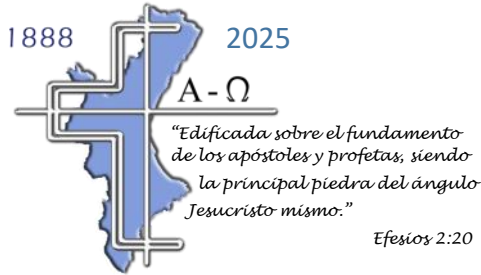 1888
2025
A - Ω
“Edificada sobre el fundamento
de los apóstoles y profetas, siendo
la principal piedra del ángulo
Jesucristo mismo.”
Efesios 2:20